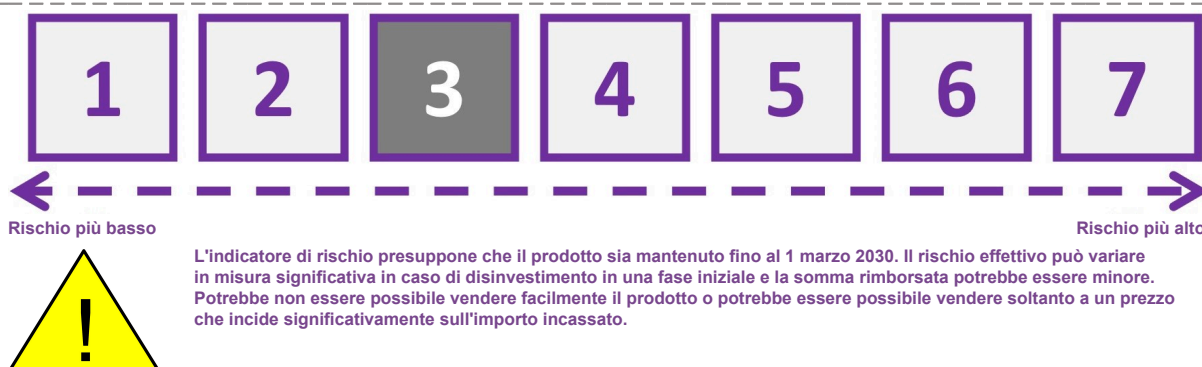 1 2 3 4 5 6 7
Rischio più basso Rischio più alto
L'indicatore di rischio presuppone che il prodotto sia mantenuto fino al 1 marzo 2030. Il rischio effettivo può variare
in misura significativa in caso di disinvestimento in una fase iniziale e la somma rimborsata potrebbe essere minore.
Potrebbe non essere possibile vendere facilmente il prodotto o potrebbe essere possibile vendere soltanto a un prezzo
che incide significativamente sull'importo incassato.
!